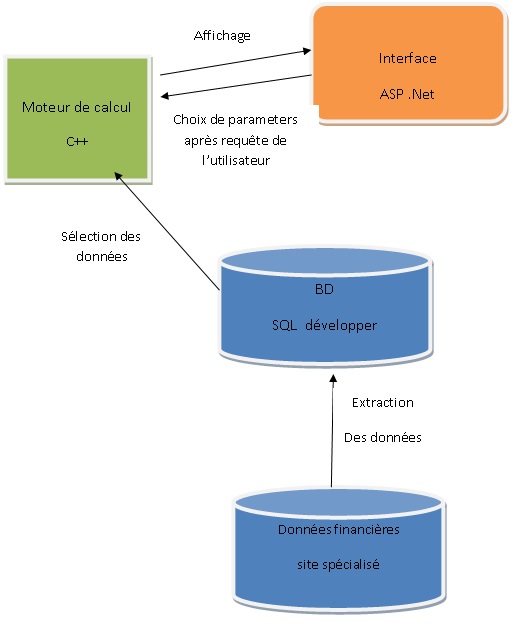 Affichage
Interface
ASP .Net
Moteur de calcul
C++
Choix de parameters
après requête de
l'utilisateur
Sélection des
données
BD
SQL développer
Extraction
Des données
Données financières
site spécialisé